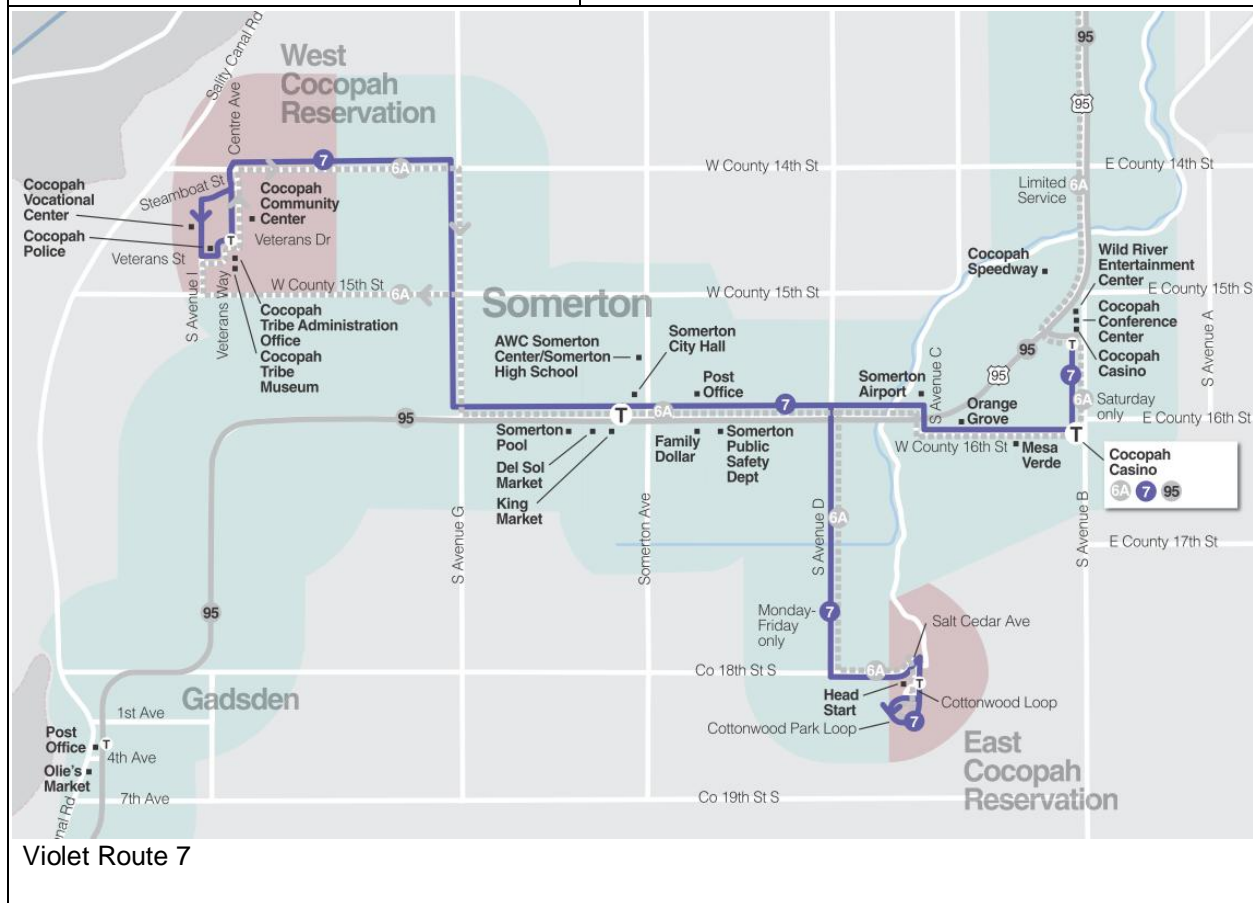 Sality Canal Rd
Centre Ave
West
Cocopah
Reservation
95
95
7
6A
W County 14th St
E County 14th St
Steamboat St
Cocopah
Vocational
Center
Cocopah
Police
Cocopah
Community
Center
Limited
Service
6A
T
Veterans Dr
Veterans St
Cocopah
Speedway
Wild River
Entertainment
Center
S Avenue I
Veterans Way
W County 15th St
6A
Somerton
W County 15th St
E County 15th St
Cocopah
Tribe Administration
Office
Cocopah
Tribe
Museum
Cocopah
Conference
Center
Cocopah
Casino
S Avenue A
AWC Somerton
Center/Somerton
High School
Somerton
City Hall
95
T
S Avenue C
95
Post
Office
Somerton
Airport
7
Orange
Grove
6A
Saturday
only
95
T
6A
7
E County 16th St
Somerton
Pool
Del Sol
Market
King
Market
Family
Dollar
Somerton
Public
Safety
Dept
W County 16th St
Mesa
Verde
T
Cocopah
Casino
6A
7
95
S Avenue G
Somerton Ave
S Avenue D
6A
S Avenue B
E County 17th St
95
Monday-
Friday
only
7
Salt Cedar Ave
Co 18th St S
6A
Gadsden
Head
Start
T
Cottonwood Loop
1st Ave
Cottonwood Park Loop
7
Post
Office
T
4th Ave
East
Cocopah
Reservation
Olie's
Market
7th Ave
Co 19th St S
nal Rd
Violet Route 7